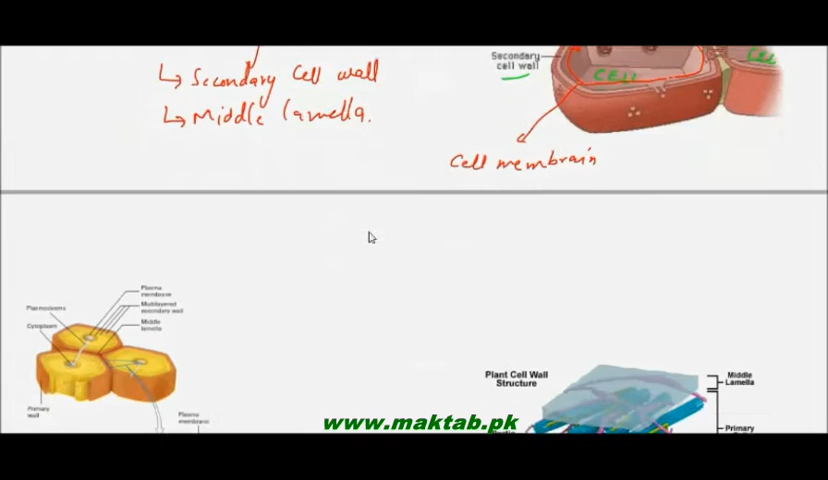 ↳ Secondary cell wall
↳ Middle lamella.
Secondary
cell wall
CELL
CEL
Cell membrain
Plasma
membrane
Multilayered
secondary wall
Middle
lamella
Plasmodesma
Cytoplasm
Primary
wall
Plasma
membrane
Plant Cell Wall
Structure
Middle
Lamella
Primary
www.maktab.pk